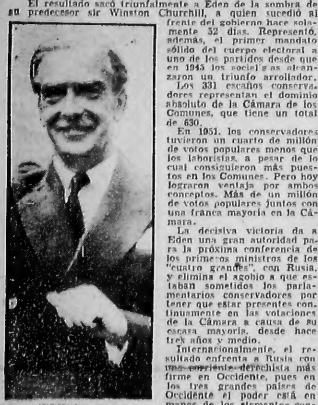 El resultado sacó triunfalmente a Eden de la sombra de
su predecesor sir Winston Churchill, a quien sucedió al
frente del gobierno hace sola-
mente 52 días. Representó,
además, el primer mandato
sólido del cuerpo electoral a
uno de los partidos desde que
en 1945 los socialistas al-
zaron un triunfo arrollador.
Los 331 escaños conserva-
dores representan el dominio
absoluto de la Cámara de los
Comunes, que tiene un total
de 630.
En 1951, los conservadores
tuvieron un cuarto de millón
de votos populares menos que
los laboristas, a pesar de lo
cual consiguieron más pues-
tos en los Comunes. Pero hoy
lograron ventaja por ambos
conceptos. Más de un millón
de votos populares juntos con
una franca mayoría en la Cá-
mara.
La decisiva victoria da a
Eden una gran autoridad pa-
ra la próxima conferencia de
los primeros ministros de los
"cuatro grandes", con Rusia,
y elimina el agobio a que es-
taban sometidos los parla-
mentarios conservadores por
tener que estar presentes con-
tinuamente en las votaciones
de la Cámara a causa de su
escasa mayoría, desde hace
tres años y medio.
Internacionalmente, el re-
sultado enfrenta a Rusia con
una corriente derechista más
firme en Occidente, pues en
los tres grandes países de
Occidente el poder está en
manos de los elementos